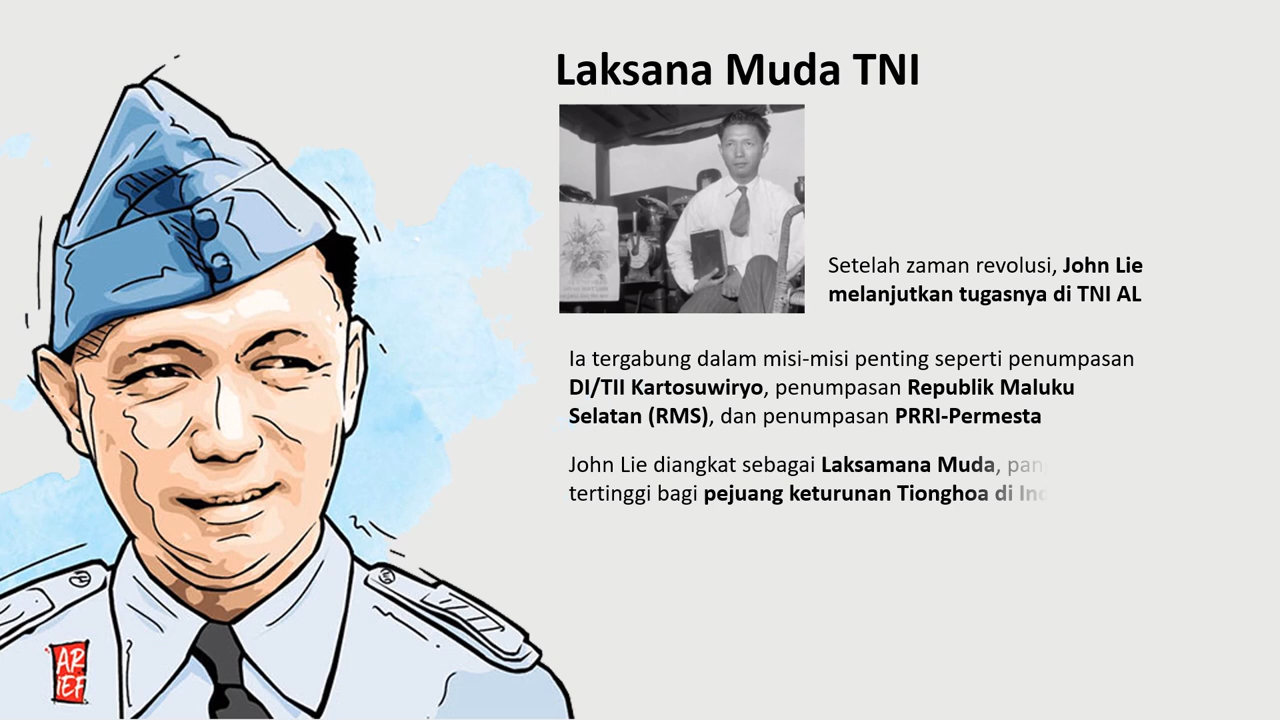 Laksana Muda TNI
Setelah zaman revolusi, John Lie
melanjutkan tugasnya di TNI AL
Ia tergabung dalam misi-misi penting seperti penumpasan
DI/TII Kartosuwiryo, penumpasan Republik Maluku
Selatan (RMS), dan penumpasan PRRI-Permesta
John Lie diangkat sebagai Laksamana Muda,
tertinggi bagi pejuang keturunan Tionghoa di
AR
IEF